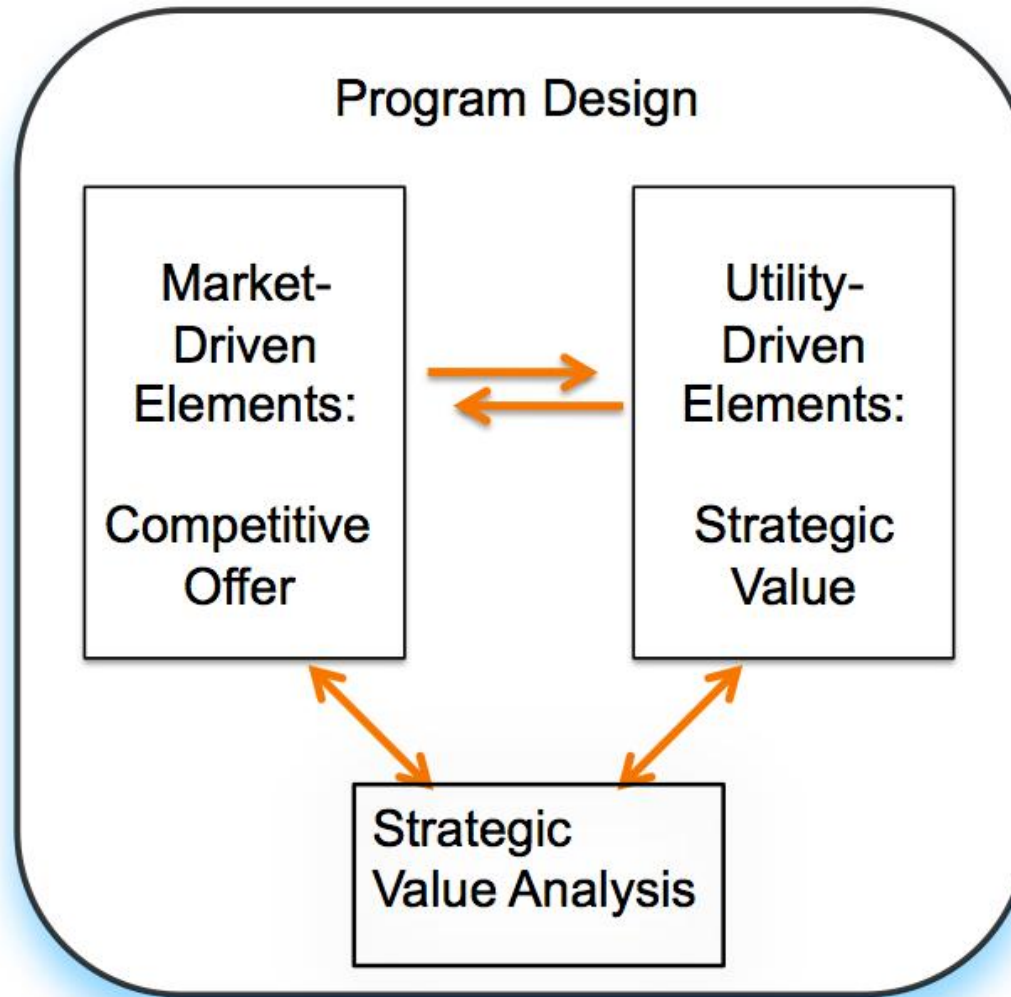 Program Design
Market-
Driven
Elements:
Competitive
Offer
Utility-
Driven
Elements:
Strategic
Value
Strategic
Value Analysis